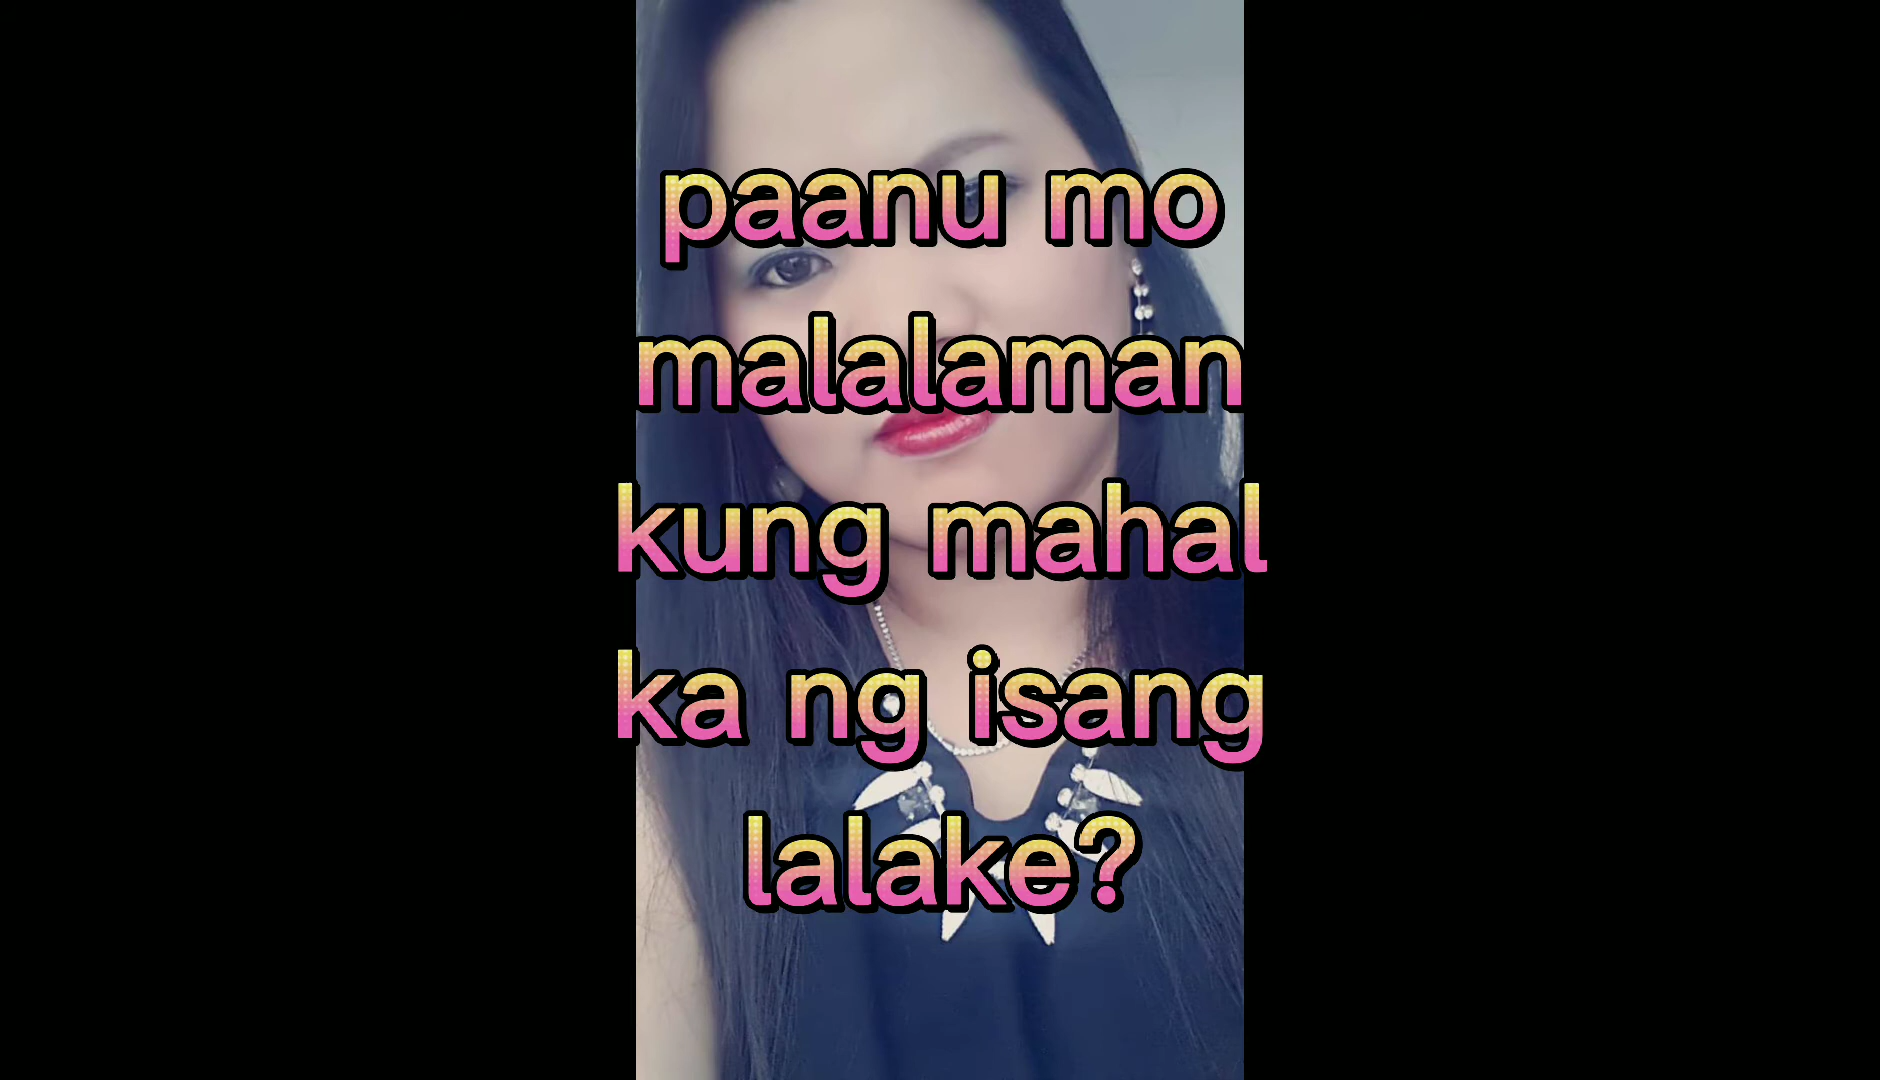 paanu mo
malalaman
kung mahal
ka ng isang
lalake?